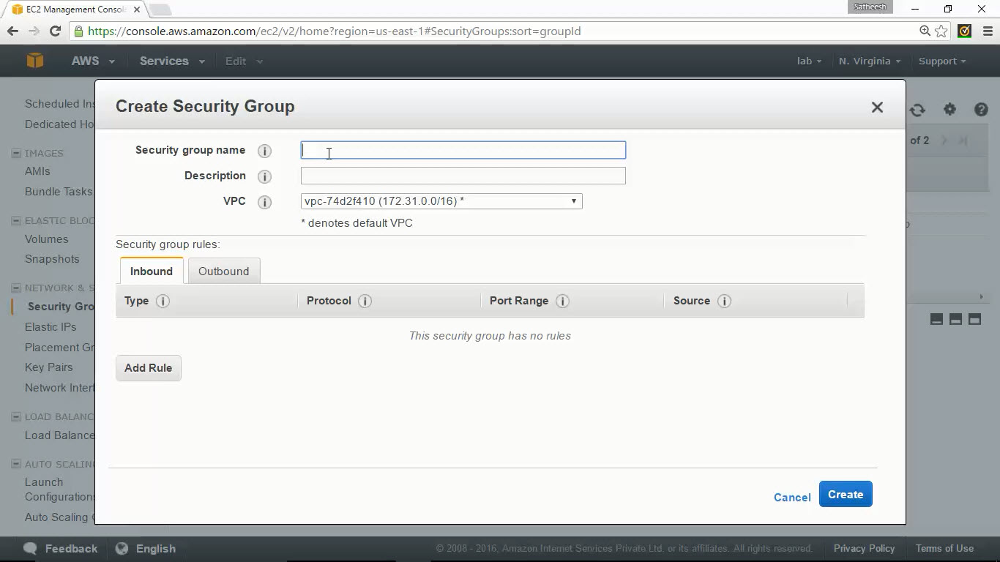 EC2 Management Consol
Satheesh
https://console.aws.amazon.com/ec2/v2/home?region=us-east-1#SecurityGroups:sort=groupId
AWS Services Edit lab N. Virginia Support
Scheduled Ins
Dedicated Ho
IMAGES
AMIs
Bundle Tasks
ELASTIC BLOC
Volumes
Snapshots
NETWORK & S
Security Gro
Elastic IPs
Placement Gr
Key Pairs
Network Interf
LOAD BALANC
Load Balance
AUTO SCALING
Launch
Configurations
Auto Scaling G
of 2
Create Security Group
Security group name
Description
VPC vpc-74d2f410 (172.31.0.0/16) *
* denotes default VPC
Security group rules:
Inbound Outbound
Type Protocol Port Range Source
This security group has no rules
Add Rule
Cancel Create
Feedback English © 2008 - 2016, Amazon Internet Services Private Ltd. or its affiliates. All rights reserved. Privacy Policy Terms of Use